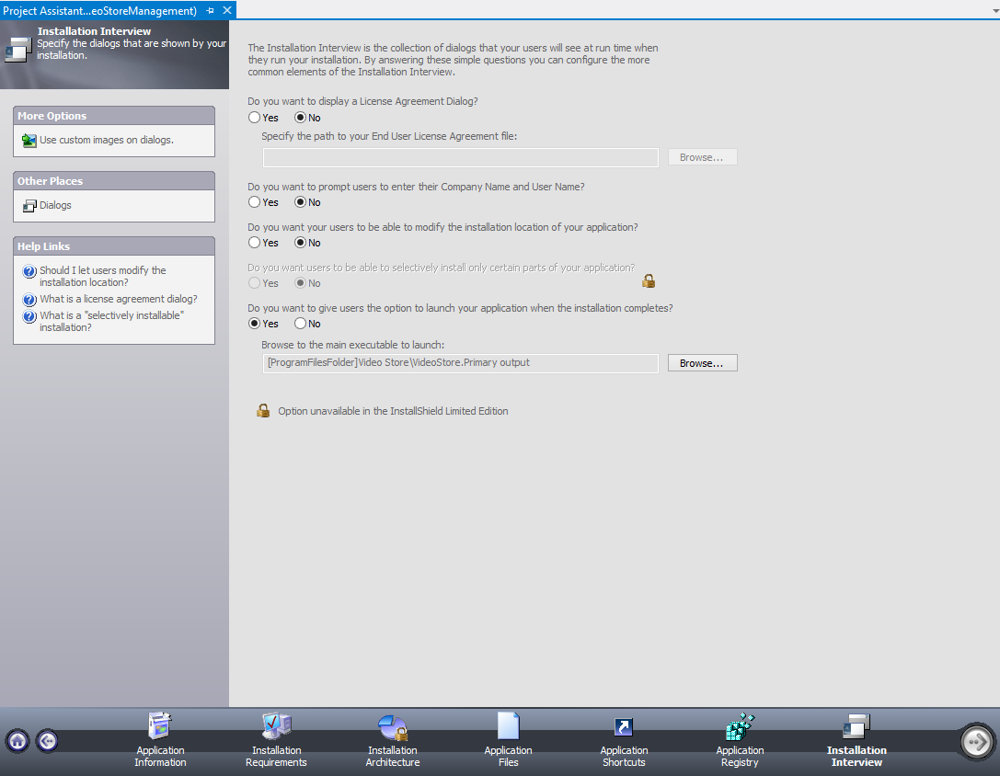 Project Assistant...eoStoreManagement)
Installation Interview
Specify the dialogs that are shown by your
installation.
More Options
Use custom images on dialogs.
Other Places
Dialogs
Help Links
Should I let users modify the
installation location?
What is a license agreement dialog?
What is a "selectively installable"
installation?
The Installation Interview is the collection of dialogs that your users will see at run time when
they run your installation. By answering these simple questions you can configure the more
common elements of the Installation Interview.
Do you want to display a License Agreement Dialog?
Yes No
Specify the path to your End User License Agreement file:
Browse...
Do you want to prompt users to enter their Company Name and User Name?
Yes No
Do you want your users to be able to modify the installation location of your application?
Yes No
Do you want users to be able to selectively install only certain parts of your application?
Yes No
Do you want to give users the option to launch your application when the installation completes?
Yes No
Browse to the main executable to launch:
[ProgramFilesFolder]Video Store\VideoStore.Primary output
Browse...
Option unavailable in the InstallShield Limited Edition
Application
Information
Installation
Requirements
Installation
Architecture
Application
Files
Application
Shortcuts
Application
Registry
Installation
Interview